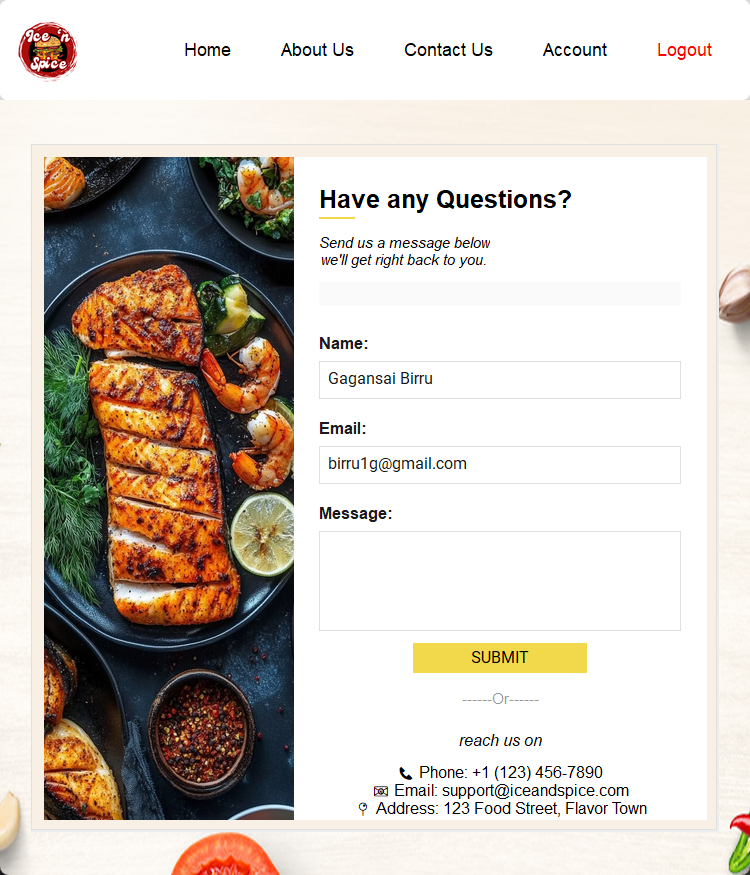 Ice 'n
Spice
Home About Us Contact Us Account Logout
Have any Questions?
Send us a message below
we'll get right back to you.
Name:
Gagansai Birru
Email:
birru1g@gmail.com
Message:
SUBMIT
------Or------
reach us on
Phone: +1 (123) 456-7890
Email: support@iceandspice.com
Address: 123 Food Street, Flavor Town